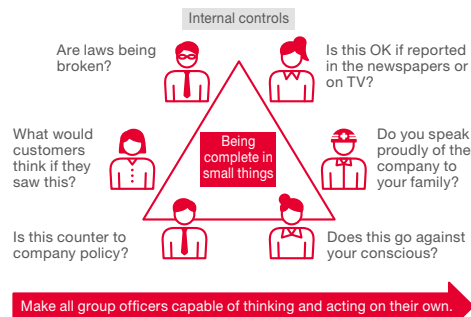 Internal controls
Are laws being
broken?
Is this OK if reported
in the newspapers or
on TV?
What would
customers
think if they
saw this?
Being
complete in
small things
Do you speak
proudly of the
company to
your family?
Is this counter to
company policy?
Does this go against
your conscious?
Make all group officers capable of thinking and acting on their own.